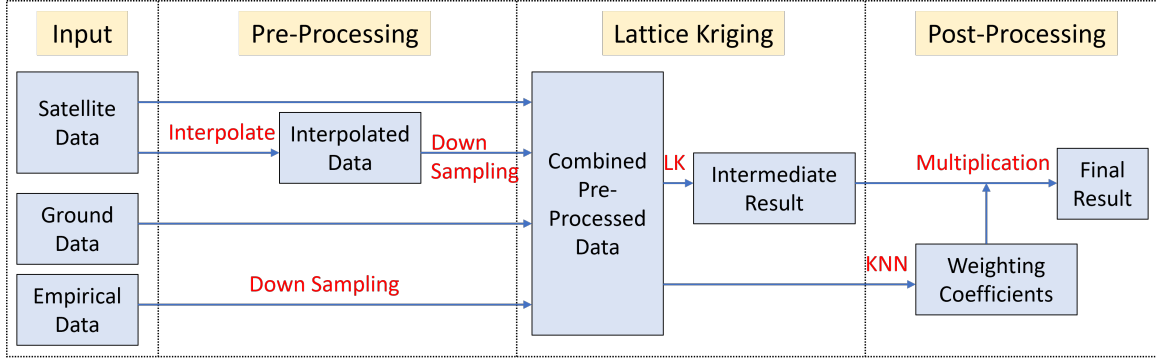 Input
Pre-Processing
Lattice Kriging
Post-Processing
Satellite
Data
Interpolate
Interpolated
Data
Down
Sampling
Ground
Data
Empirical
Data
Down Sampling
Combined
Pre-
Processed
Data
LK
Intermediate
Result
Multiplication
Final
Result
KNN
Weighting
Coefficients